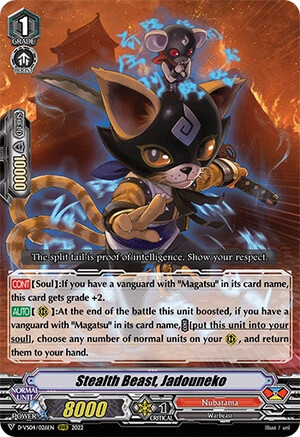 1
GRADE
BOOST
10000
The split tail is proof of intelligence. Show your respect.
CONT [Soul]:If you have a vanguard with "Magatsu" in its card name, this card gets grade +2.
AUTO [ ]:At the end of the battle this unit boosted, if you have a
vanguard with "Magatsu" in its card name, [put this unit into your
soul], choose any number of normal units on your , and return
them to your hand.
Stealth Beast, Jadouneko
NORMAL
UNIT
POWER
8000
1
CRITICAL
Nubatama
Warbeast
D-VS04/026EN 2022
Illust / uni